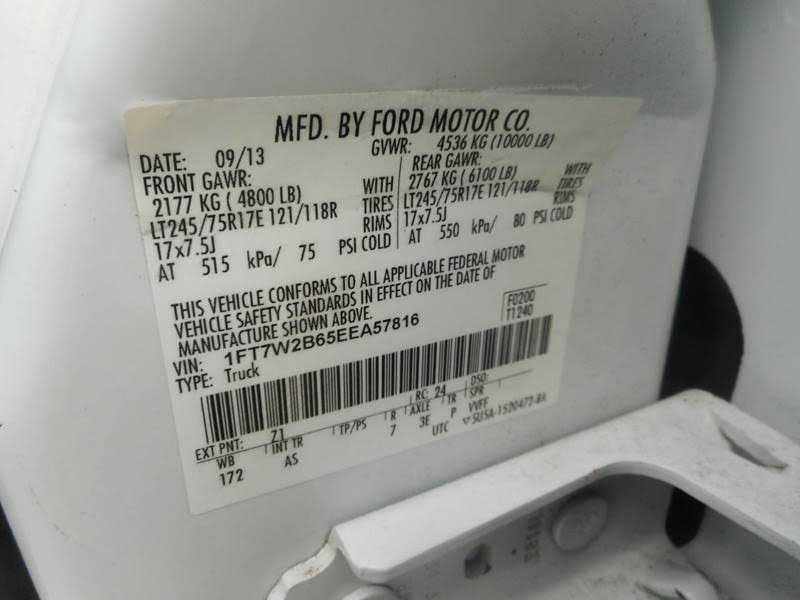 MFD. BY FORD MOTOR CO.
DATE: 09/13 GVWR: 4536 KG (10000 LB)
FRONT GAWR: REAR GAWR:
2177 KG ( 4800 LB) WITH 2767 KG ( 6100 LB) WITH
LT245/75R17E 121/118R TIRES LT245/75R17E 121/118R TIRES
17x7.5J RIMS 17x7.5J RIMS
AT 515 kPa/ 75 PSI COLD AT 550 kPa/ 80 PSI COLD
THIS VEHICLE CONFORMS TO ALL APPLICABLE FEDERAL MOTOR
VEHICLE SAFETY STANDARDS IN EFFECT ON THE DATE OF
MANUFACTURE SHOWN ABOVE.
F0200
T1240
VIN: 1FT7W2B65EEA57816
TYPE: Truck
EXT PNT: Z1 RC: 24 DSO:
WB INT TR TP/PS R AXLE TR SPR
172 AS 7 3E P VVFF
UTC